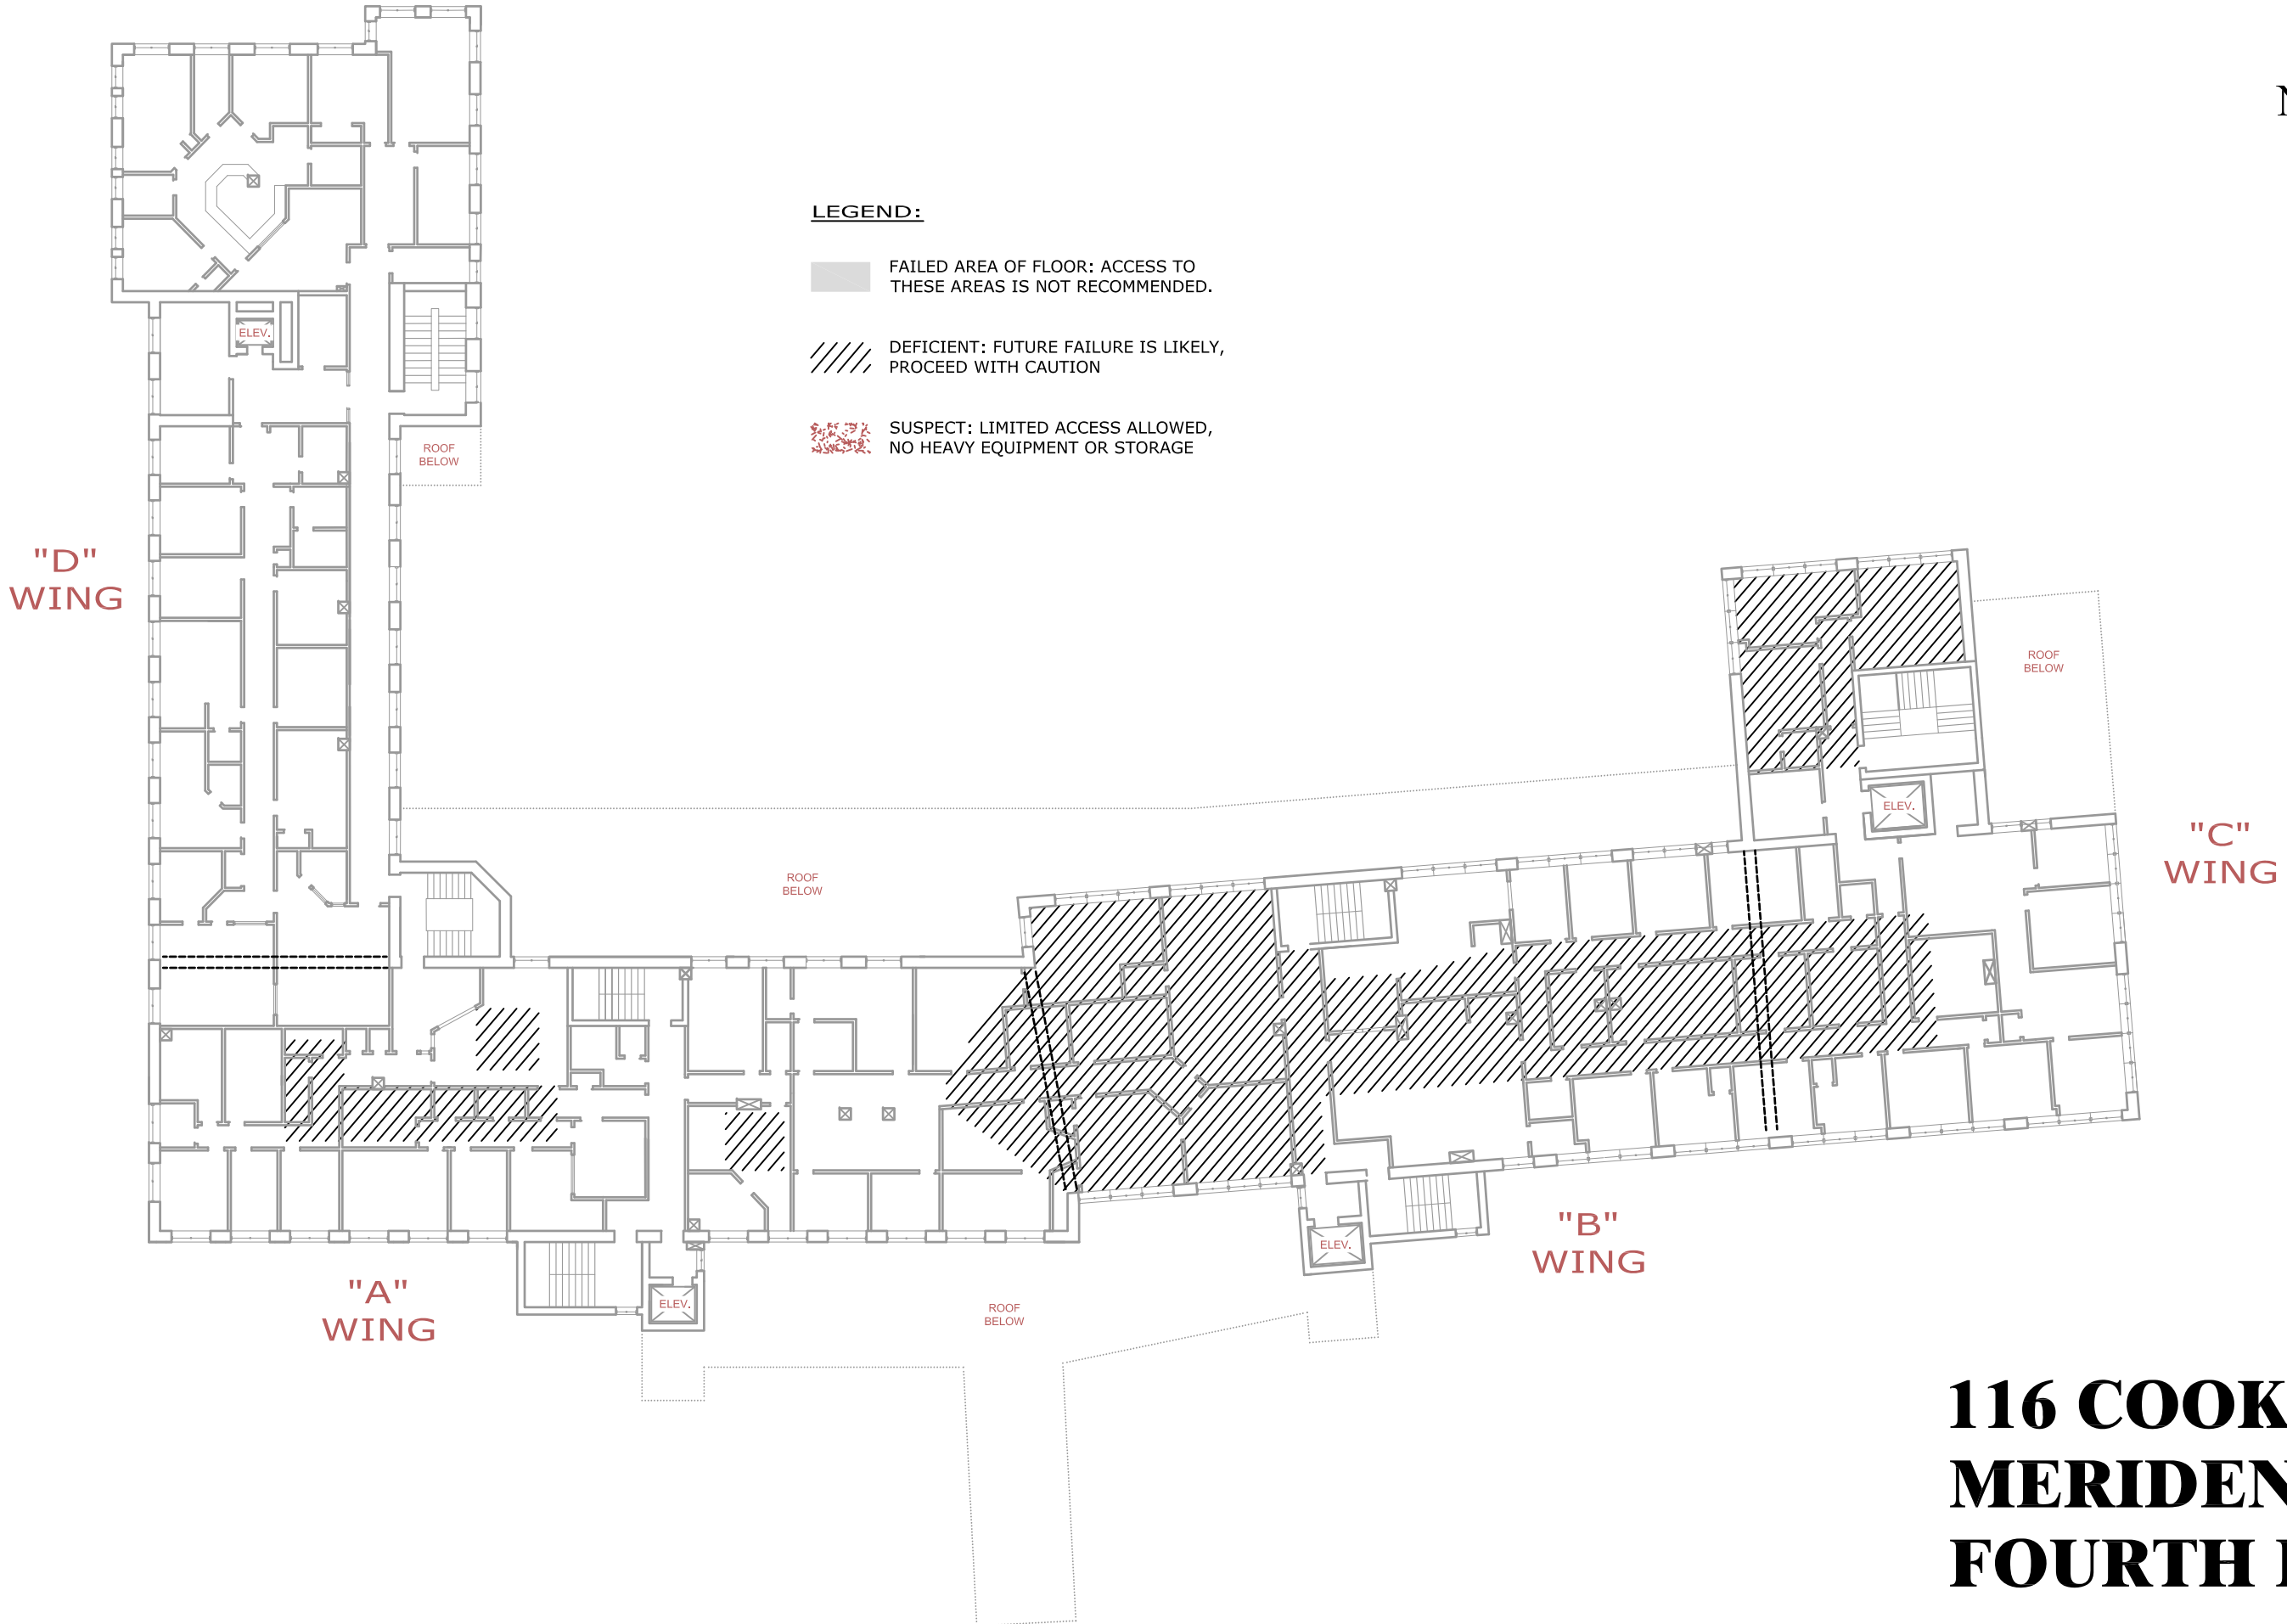 LEGEND:
FAILED AREA OF FLOOR: ACCESS TO
THESE AREAS IS NOT RECOMMENDED.
DEFICIENT: FUTURE FAILURE IS LIKELY,
PROCEED WITH CAUTION
SUSPECT: LIMITED ACCESS ALLOWED,
NO HEAVY EQUIPMENT OR STORAGE
ELEV.
ROOF
BELOW
"D"
WING
ROOF
BELOW
ELEV.
"C"
WING
ROOF
BELOW
"B"
WING
ELEV.
"A"
WING
ELEV.
ROOF
BELOW
116 COOK
MERIDEN
FOURTH